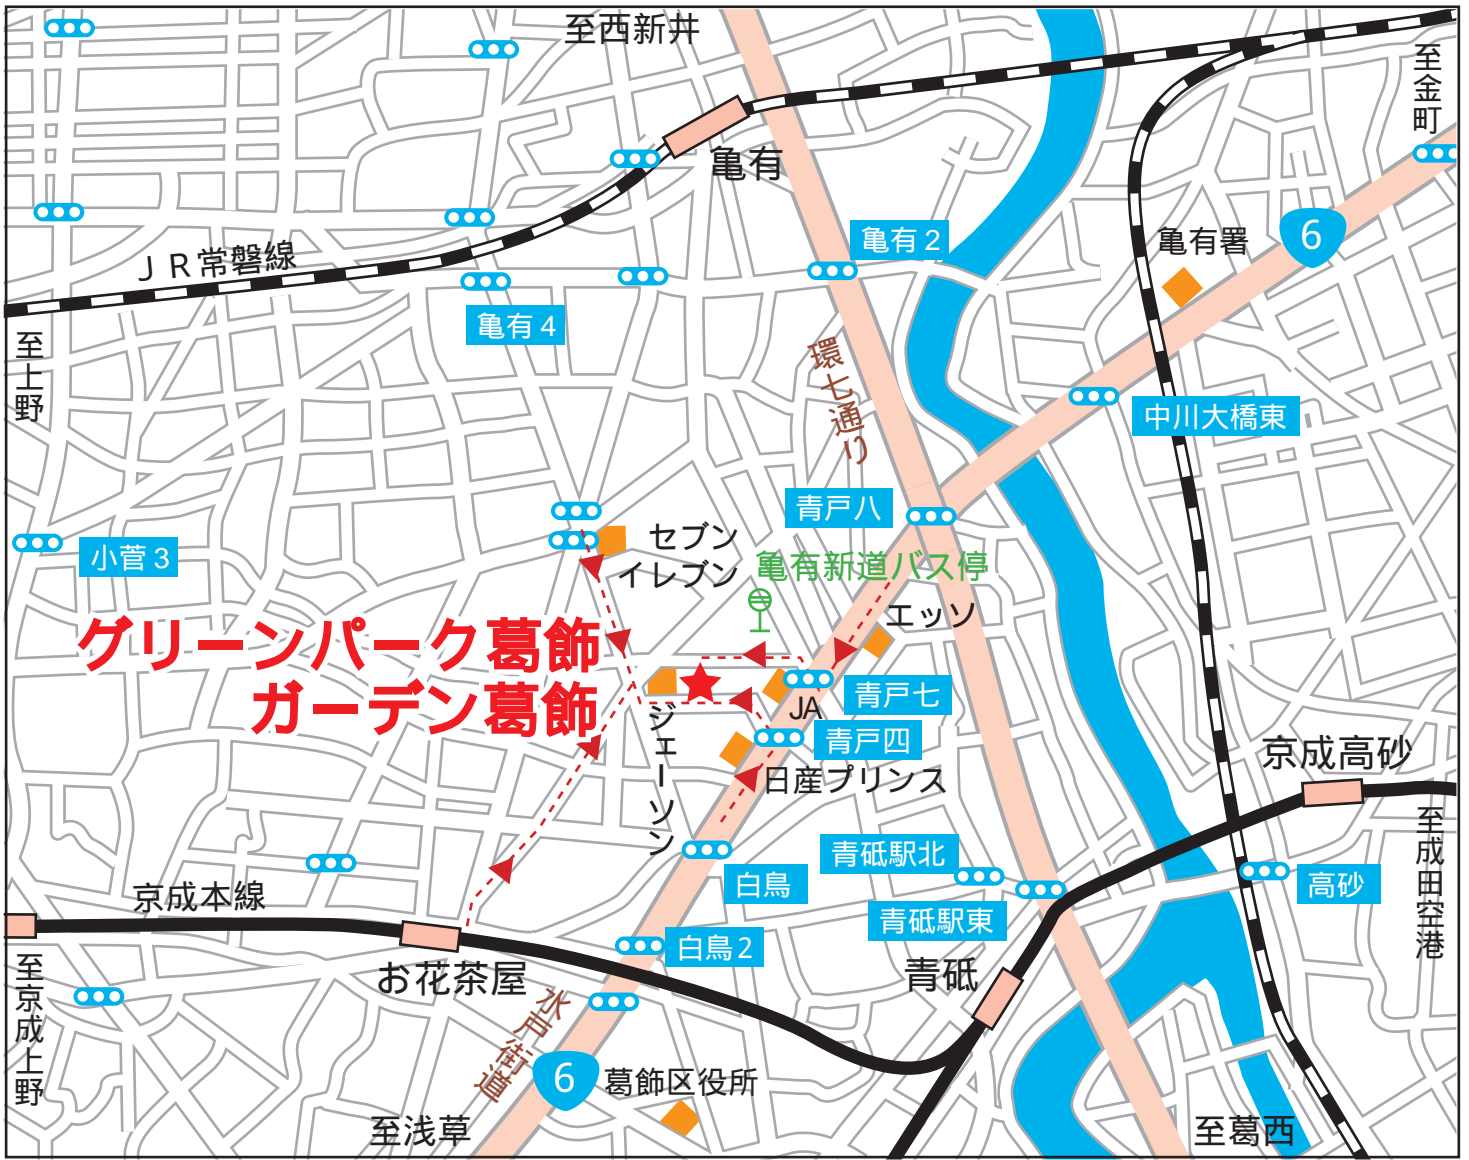 至西新井
至金町
亀有
亀有2
亀有署
6
JR常磐線
亀有4
至上野
環七通り
中川大橋東
青戸八
セブン
イレブン
亀有新道バス停
小菅3
エッソ
グリーンパーク葛飾
ガーデン葛飾
青戸七
JA
ジェーソン
青戸四
日産プリンス
京成高砂
至成田空港
青砥駅北
白鳥
高砂
京成本線
青砥駅東
白鳥2
お花茶屋
青砥
至京成上野
水戸街道
6
葛飾区役所
至浅草
至葛西